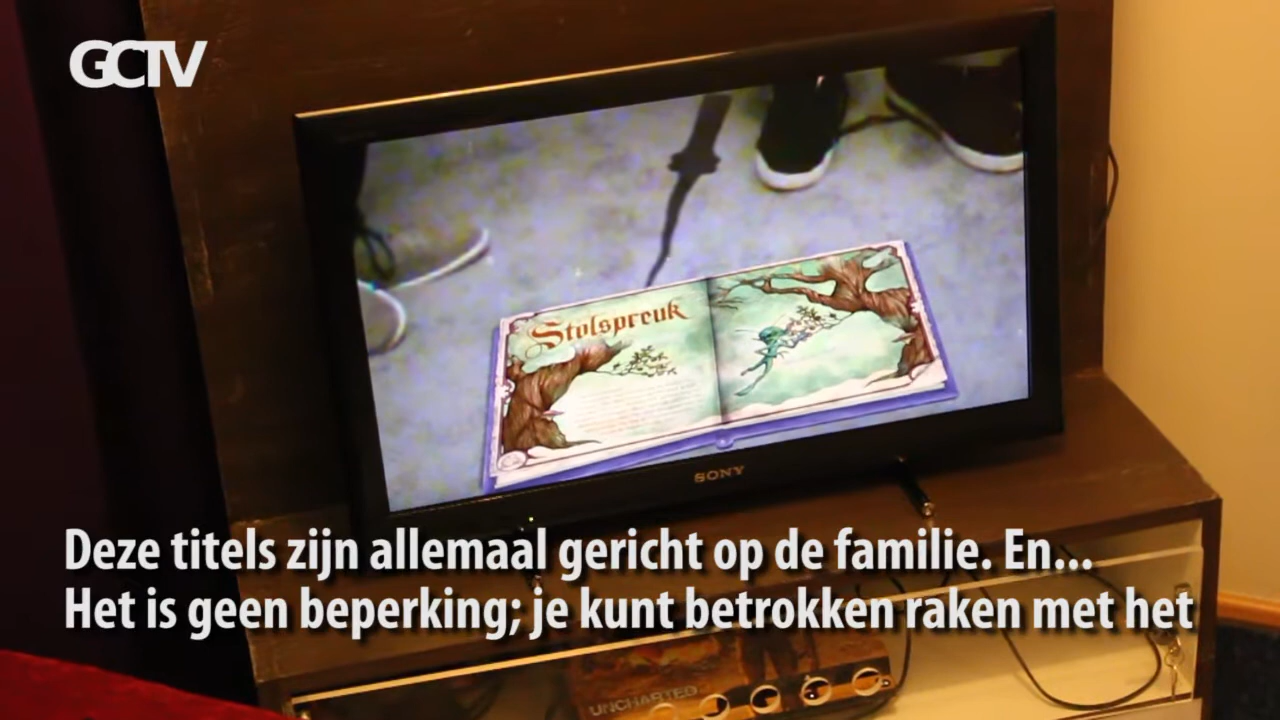 GCTV
Stolspreuk
SONY
Deze titels zijn allemaal gericht op de familie. En...
Het is geen beperking; je kunt betrokken raken met het
UNCHARTED